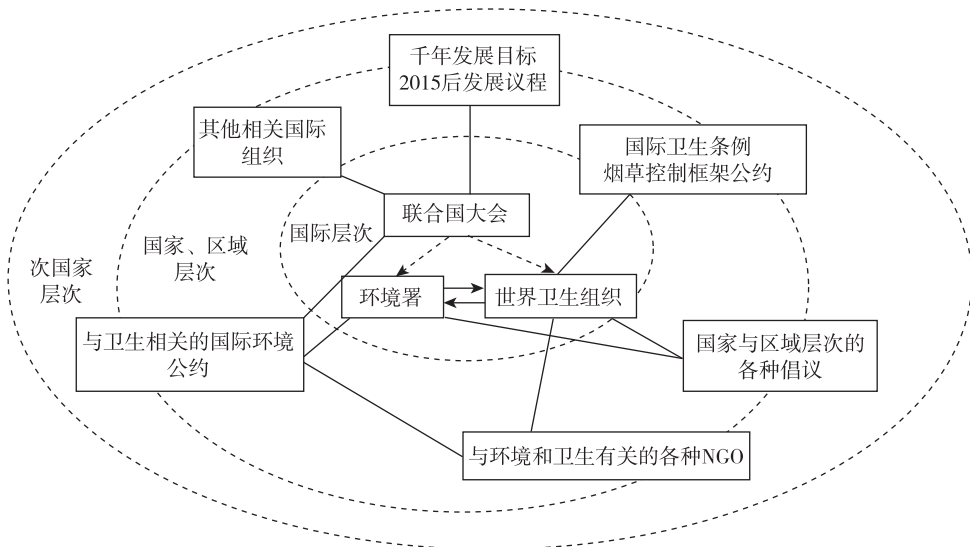 千年发展目标
2015后发展议程
其他相关国际
组织
国际卫生条例
烟草控制框架公约
联合国大会
国际层次
国家、区域
层次
次国家
层次
环境署
世界卫生组织
与卫生相关的国际环境
公约
国家与区域层次的
各种倡议
与环境和卫生有关的各种NGO